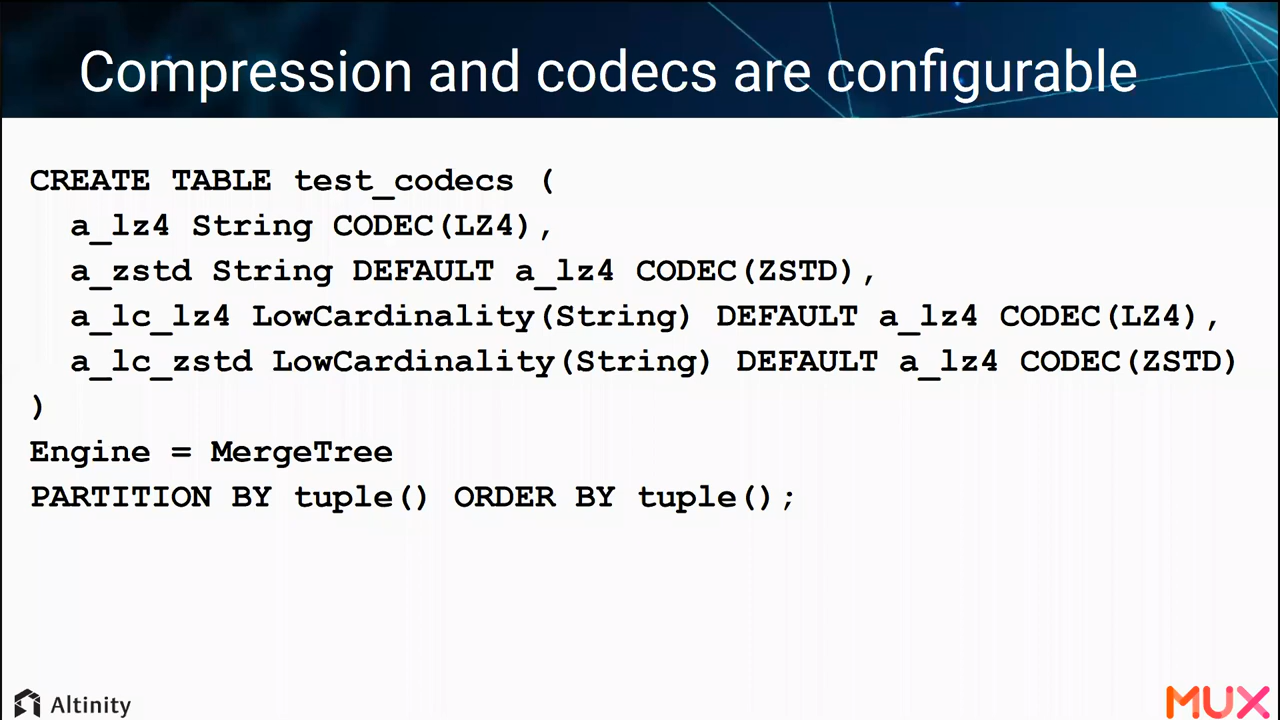 Compression and codecs are configurable
CREATE TABLE test_codecs (
a_lz4 String CODEC(LZ4),
a_zstd String DEFAULT a_lz4 CODEC(ZSTD),
a_lc_lz4 LowCardinality(String) DEFAULT a_lz4 CODEC(LZ4),
a_lc_zstd LowCardinality(String) DEFAULT a_lz4 CODEC(ZSTD)
)
Engine = MergeTree
PARTITION BY tuple() ORDER BY tuple();
Altinity
MUX